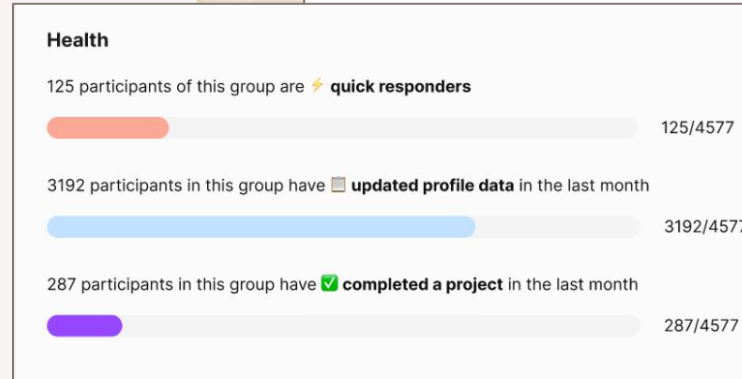 Health
125 participants of this group are ⚡ quick responders
125/4577
3192 participants in this group have 📋 updated profile data in the last month
3192/4577
287 participants in this group have ✅ completed a project in the last month
287/4577